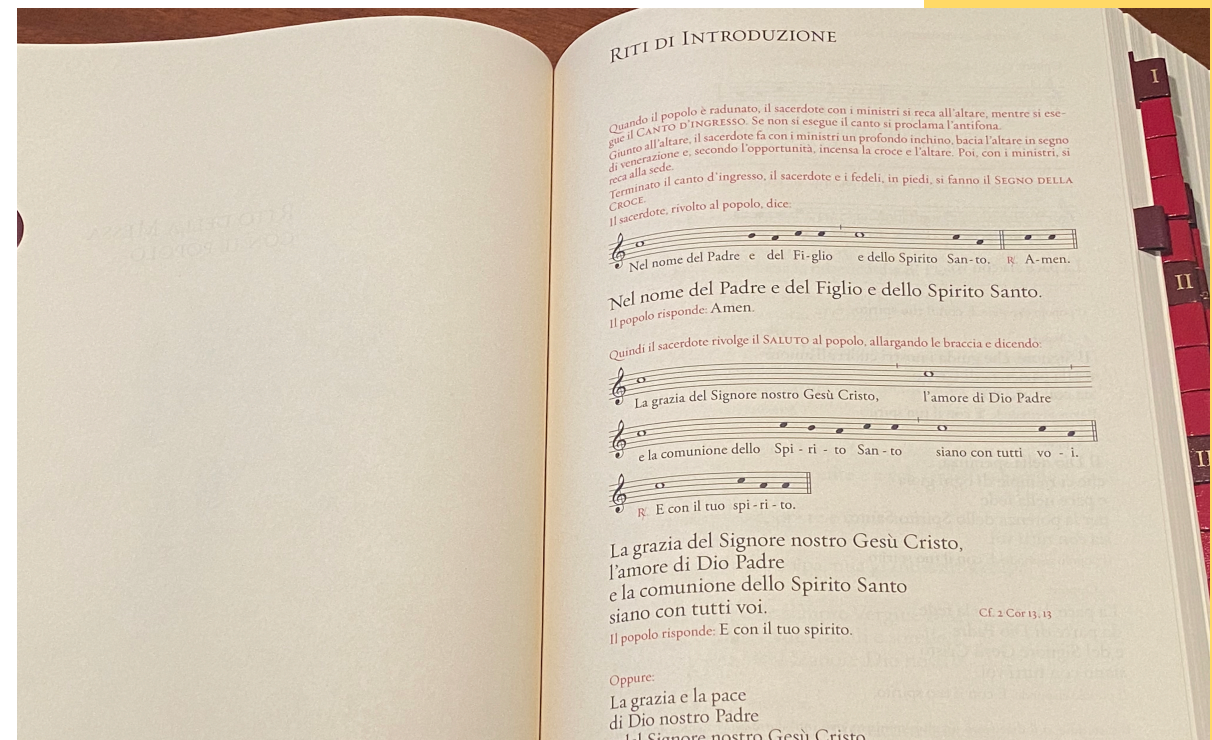 Riti di Introduzione
Quando il popolo è radunato, il sacerdote con i ministri si reca all'altare, mentre si ese-
gue il Canto d'ingresso. Se non si esegue il canto si proclama l'antifona.
Giunto all'altare, il sacerdote fa con i ministri un profondo inchino, bacia l'altare in segno
di venerazione e, secondo l'opportunità, incensa la croce e l'altare. Poi, con i ministri, si
reca alla sede.
Terminato il canto d'ingresso, il sacerdote e i fedeli, in piedi, si fanno il Segno della
Croce.
Il sacerdote, rivolto al popolo, dice:
Nel nome del Padre e del Fi-glio e dello Spirito San-to. ℟. A-men.
Nel nome del Padre e del Figlio e dello Spirito Santo.
Il popolo risponde: Amen.
Quindi il sacerdote rivolge il Saluto al popolo, allargando le braccia e dicendo:
La grazia del Signore nostro Gesù Cristo, l'amore di Dio Padre
e la comunione dello Spi - ri - to San - to siano con tutti vo - i.
℟. E con il tuo spi - ri - to.
La grazia del Signore nostro Gesù Cristo,
l'amore di Dio Padre
e la comunione dello Spirito Santo
siano con tutti voi. Cf. 2 Cor 13, 13
Il popolo risponde: E con il tuo spirito.
Oppure:
La grazia e la pace
di Dio nostro Padre
del Signore nostro Gesù Cristo
I
II